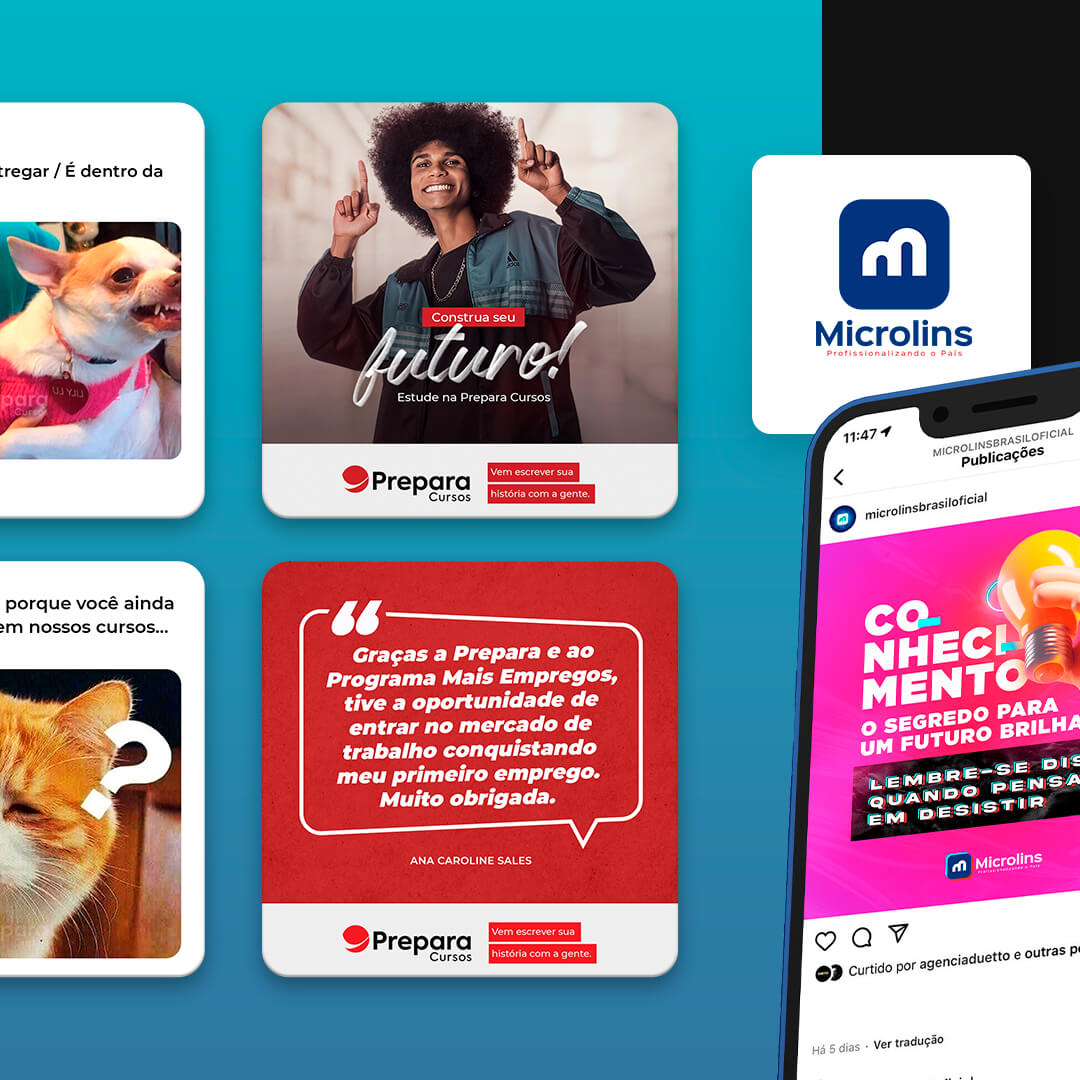 tregar / É dentro da
LILY LU
para
Cursos
porque você ainda
em nossos cursos...
?
Construa seu
futuro!
Estude na Prepara Cursos
adidas
Prepara
Cursos
Vem escrever sua
história com a gente.
“
Graças a Prepara e ao
Programa Mais Empregos,
tive a oportunidade de
entrar no mercado de
trabalho conquistando
meu primeiro emprego.
Muito obrigada.
ANA CAROLINE SALES
Prepara
Cursos
Vem escrever sua
história com a gente.
m
Microlins
Profissionalizando o País
11:47
MICROLINSBRASILOFICIAL
Publicações
microlinsbrasiloficial
CO-
NHECI-
MENTO
O SEGREDO PARA
UM FUTURO BRILHA
LEMBRE-SE DIS
QUANDO PENSA
EM DESISTIR
m
Microlins
Profissionalizando o País
Curtido por agenciaduetto e outras pe
Há 5 dias · Ver tradução